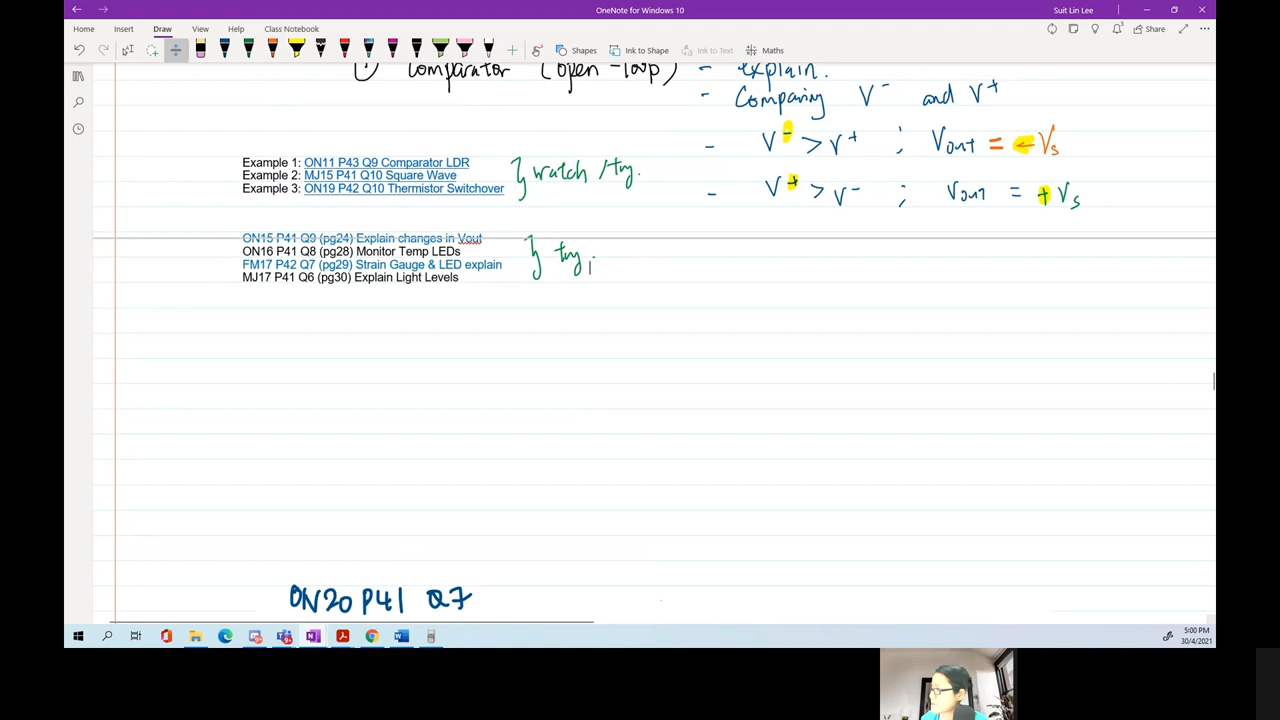 OneNote for Windows 10
Suit Lin Lee
Home Insert Draw View Help Class Notebook
Share
Shapes Ink to Shape Ink to Text Maths
① Comparator (open-loop) - explain.
- Comparing V⁻ and V⁺
- V⁻ > V⁺ ; Vout = - Vs
Example 1: ON11 P43 Q9 Comparator LDR
Example 2: MJ15 P41 Q10 Square Wave
Example 3: ON19 P42 Q10 Thermistor Switchover
} watch / try.
- V⁺ > V⁻ ; Vout = + Vs
ON15 P41 Q9 (pg24) Explain changes in Vout
ON16 P41 Q8 (pg28) Monitor Temp LEDs
FM17 P42 Q7 (pg29) Strain Gauge & LED explain
MJ17 P41 Q6 (pg30) Explain Light Levels
} try.
ON20 P41 Q7
5:00 PM
30/4/2021